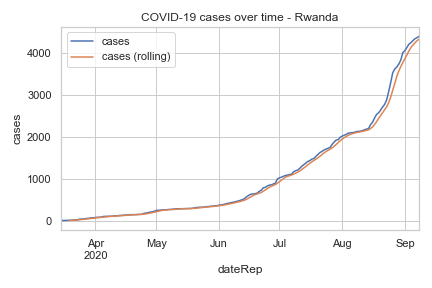 COVID-19 cases over time - Rwanda
cases
cases (rolling)
4000
3000
2000
1000
0
cases
Apr
2020
May
Jun
Jul
Aug
Sep
dateRep